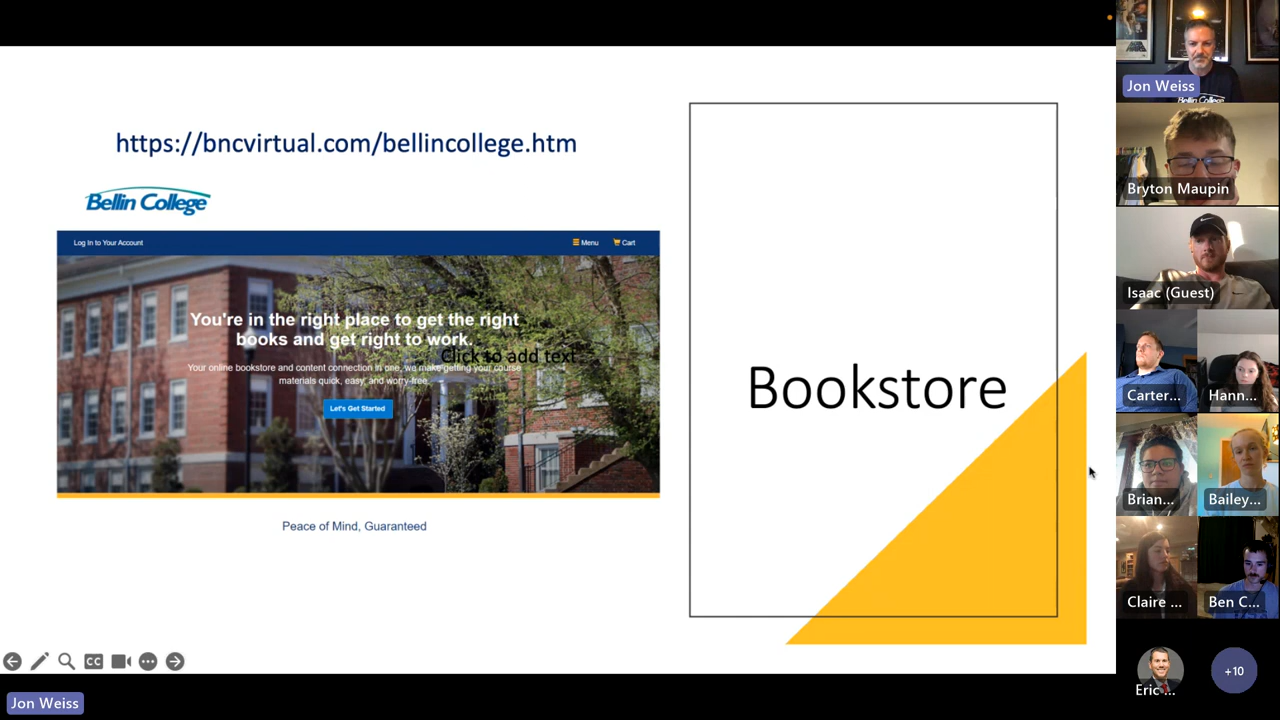 https://bncvirtual.com/bellincollege.htm
Bellin College
Log In to Your Account
Menu
Cart
You're in the right place to get the right
books and get right to work.
Click to add text
Your online bookstore and content connection in one, we make getting your course
materials quick, easy, and worry-free.
Let's Get Started
Peace of Mind, Guaranteed
Bookstore
CC
Jon Weiss
Jon Weiss
Bellin College
Bryton Maupin
Isaac (Guest)
Carter...
Hann...
Brian...
Bailey...
Claire ...
Ben C...
Eric ...
+10